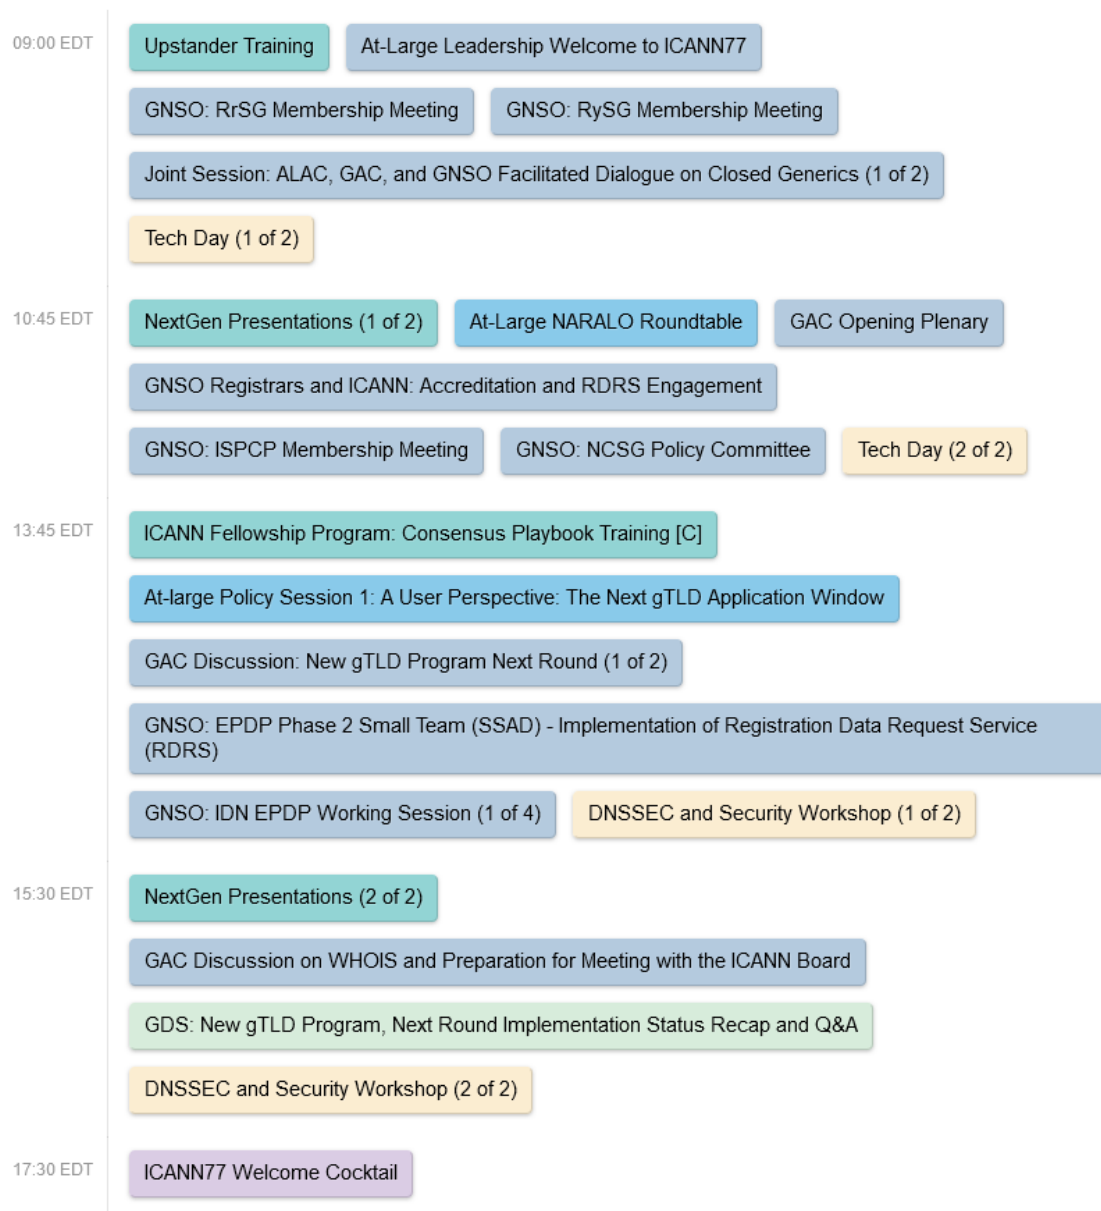 09:00 EDT
Upstander Training
At-Large Leadership Welcome to ICANN77
GNSO: RrSG Membership Meeting
GNSO: RySG Membership Meeting
Joint Session: ALAC, GAC, and GNSO Facilitated Dialogue on Closed Generics (1 of 2)
Tech Day (1 of 2)
10:45 EDT
NextGen Presentations (1 of 2)
At-Large NARALO Roundtable
GAC Opening Plenary
GNSO Registrars and ICANN: Accreditation and RDRS Engagement
GNSO: ISPCP Membership Meeting
GNSO: NCSG Policy Committee
Tech Day (2 of 2)
13:45 EDT
ICANN Fellowship Program: Consensus Playbook Training [C]
At-large Policy Session 1: A User Perspective: The Next gTLD Application Window
GAC Discussion: New gTLD Program Next Round (1 of 2)
GNSO: EPDP Phase 2 Small Team (SSAD) - Implementation of Registration Data Request Service
(RDRS)
GNSO: IDN EPDP Working Session (1 of 4)
DNSSEC and Security Workshop (1 of 2)
15:30 EDT
NextGen Presentations (2 of 2)
GAC Discussion on WHOIS and Preparation for Meeting with the ICANN Board
GDS: New gTLD Program, Next Round Implementation Status Recap and Q&A
DNSSEC and Security Workshop (2 of 2)
17:30 EDT
ICANN77 Welcome Cocktail